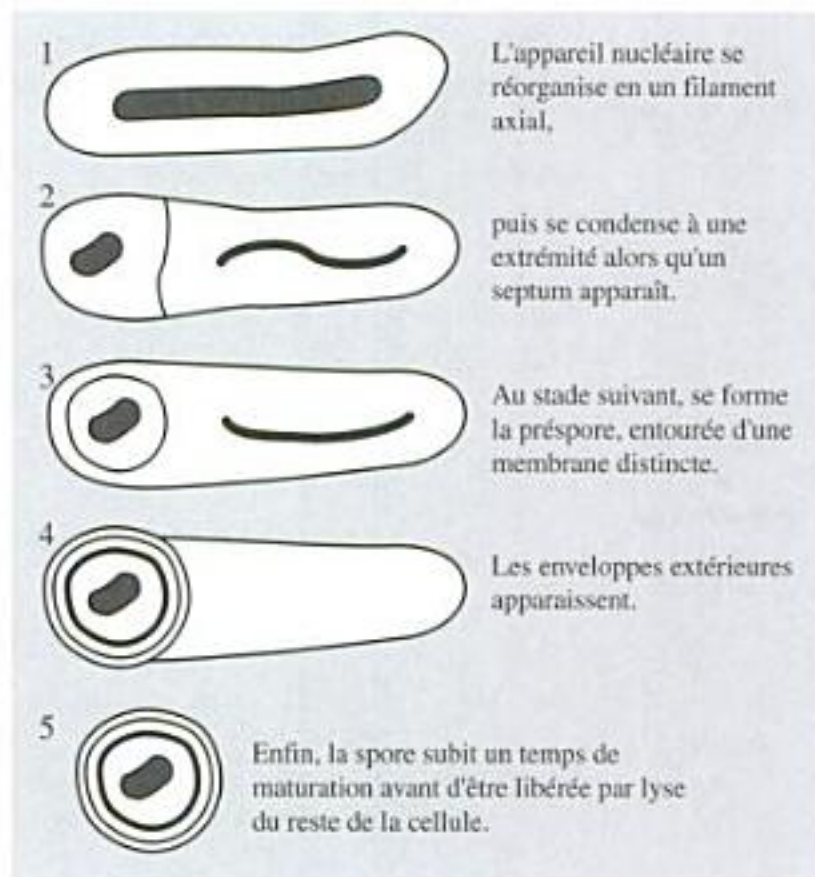 1
L'appareil nucléaire se
réorganise en un filament
axial,
2
puis se condense à une
extrémité alors qu'un
septum apparaît.
3
Au stade suivant, se forme
la préspore, entourée d'une
membrane distincte.
4
Les enveloppes extérieures
apparaissent.
5
Enfin, la spore subit un temps de
maturation avant d'être libérée par lyse
du reste de la cellule.